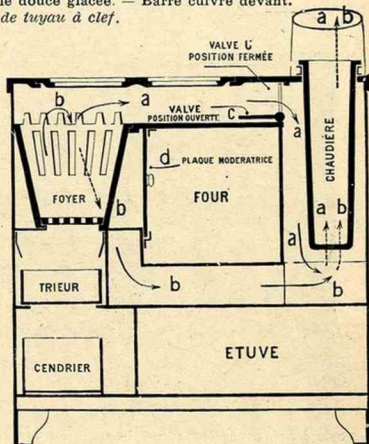 le douce glacée. — Barre cuivre devant.
de tuyau à clef.
a b
VALVE C'
POSITION FERMÉE
b a
VALVE
POSITION OUVERTE
C
a
CHAUDIÈRE
d PLAQUE MODERATRICE
FOYER
FOUR
b
a b
a
TRIEUR
b b
CENDRIER
ETUVE